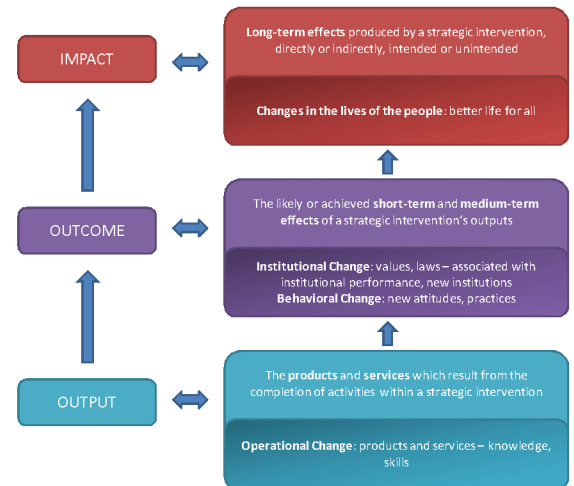 IMPACT
Long-term effects produced by a strategic intervention,
directly or indirectly, intended or unintended
Changes in the lives of the people: better life for all
OUTCOME
The likely or achieved short-term and medium-term
effects of a strategic intervention's outputs
Institutional Change: values, laws – associated with
institutional performance, new institutions
Behavioral Change: new attitudes, practices
OUTPUT
The products and services which result from the
completion of activities within a strategic intervention
Operational Change: products and services – knowledge,
skills